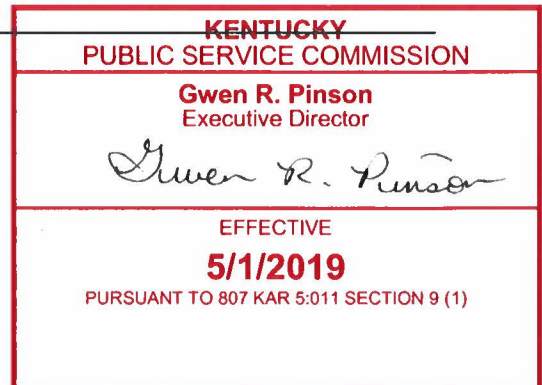 KENTUCKY
PUBLIC SERVICE COMMISSION
Gwen R. Pinson
Executive Director
Gwen R. Pinson
EFFECTIVE
5/1/2019
PURSUANT TO 807 KAR 5:011 SECTION 9 (1)